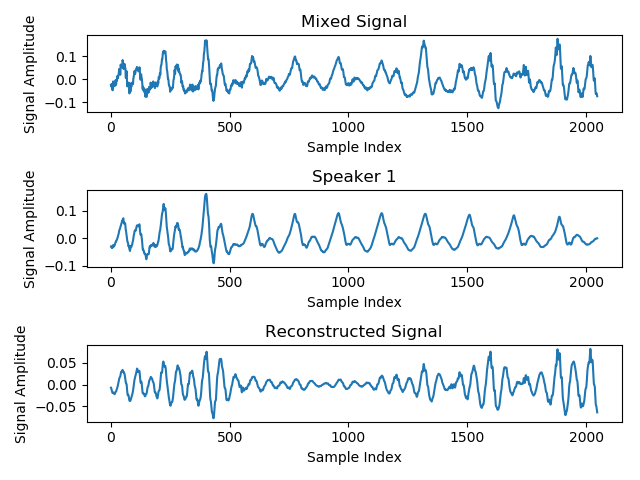 Mixed Signal
Signal Amplitude
0.1
0.0
−0.1
0
500
1000
1500
2000
Sample Index
Speaker 1
Signal Amplitude
0.1
0.0
−0.1
0
500
1000
1500
2000
Sample Index
Reconstructed Signal
Signal Amplitude
0.05
0.00
−0.05
0
500
1000
1500
2000
Sample Index